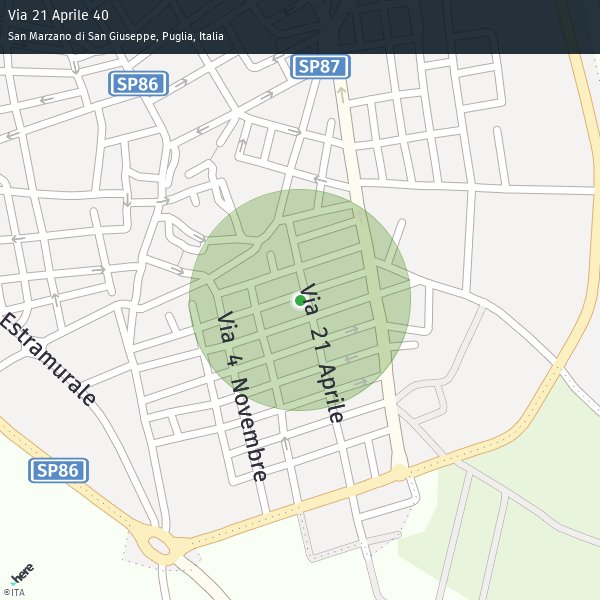 Via 21 Aprile 40
San Marzano di San Giuseppe, Puglia, Italia
SP87
SP86
Via 21 Aprile
Via 4 Novembre
Estramurale
SP86
here
©ITA